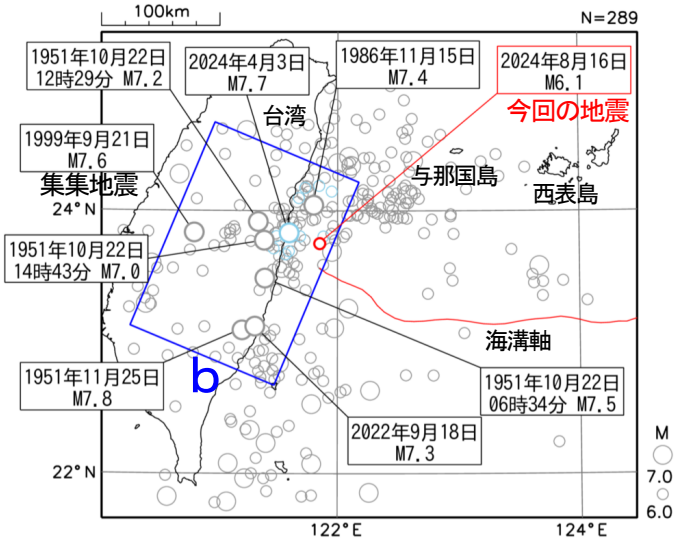 100km
N=289
1951年10月22日
12時29分 M7.2
2024年4月3日
M7.7
1986年11月15日
M7.4
2024年8月16日
M6.1
今回の地震
台湾
1999年9月21日
M7.6
集集地震
与那国島
西表島
24°N
1951年10月22日
14時43分 M7.0
海溝軸
1951年11月25日
M7.8
b
1951年10月22日
06時34分 M7.5
2022年9月18日
M7.3
M
7.0
6.0
22°N
122°E
124°E